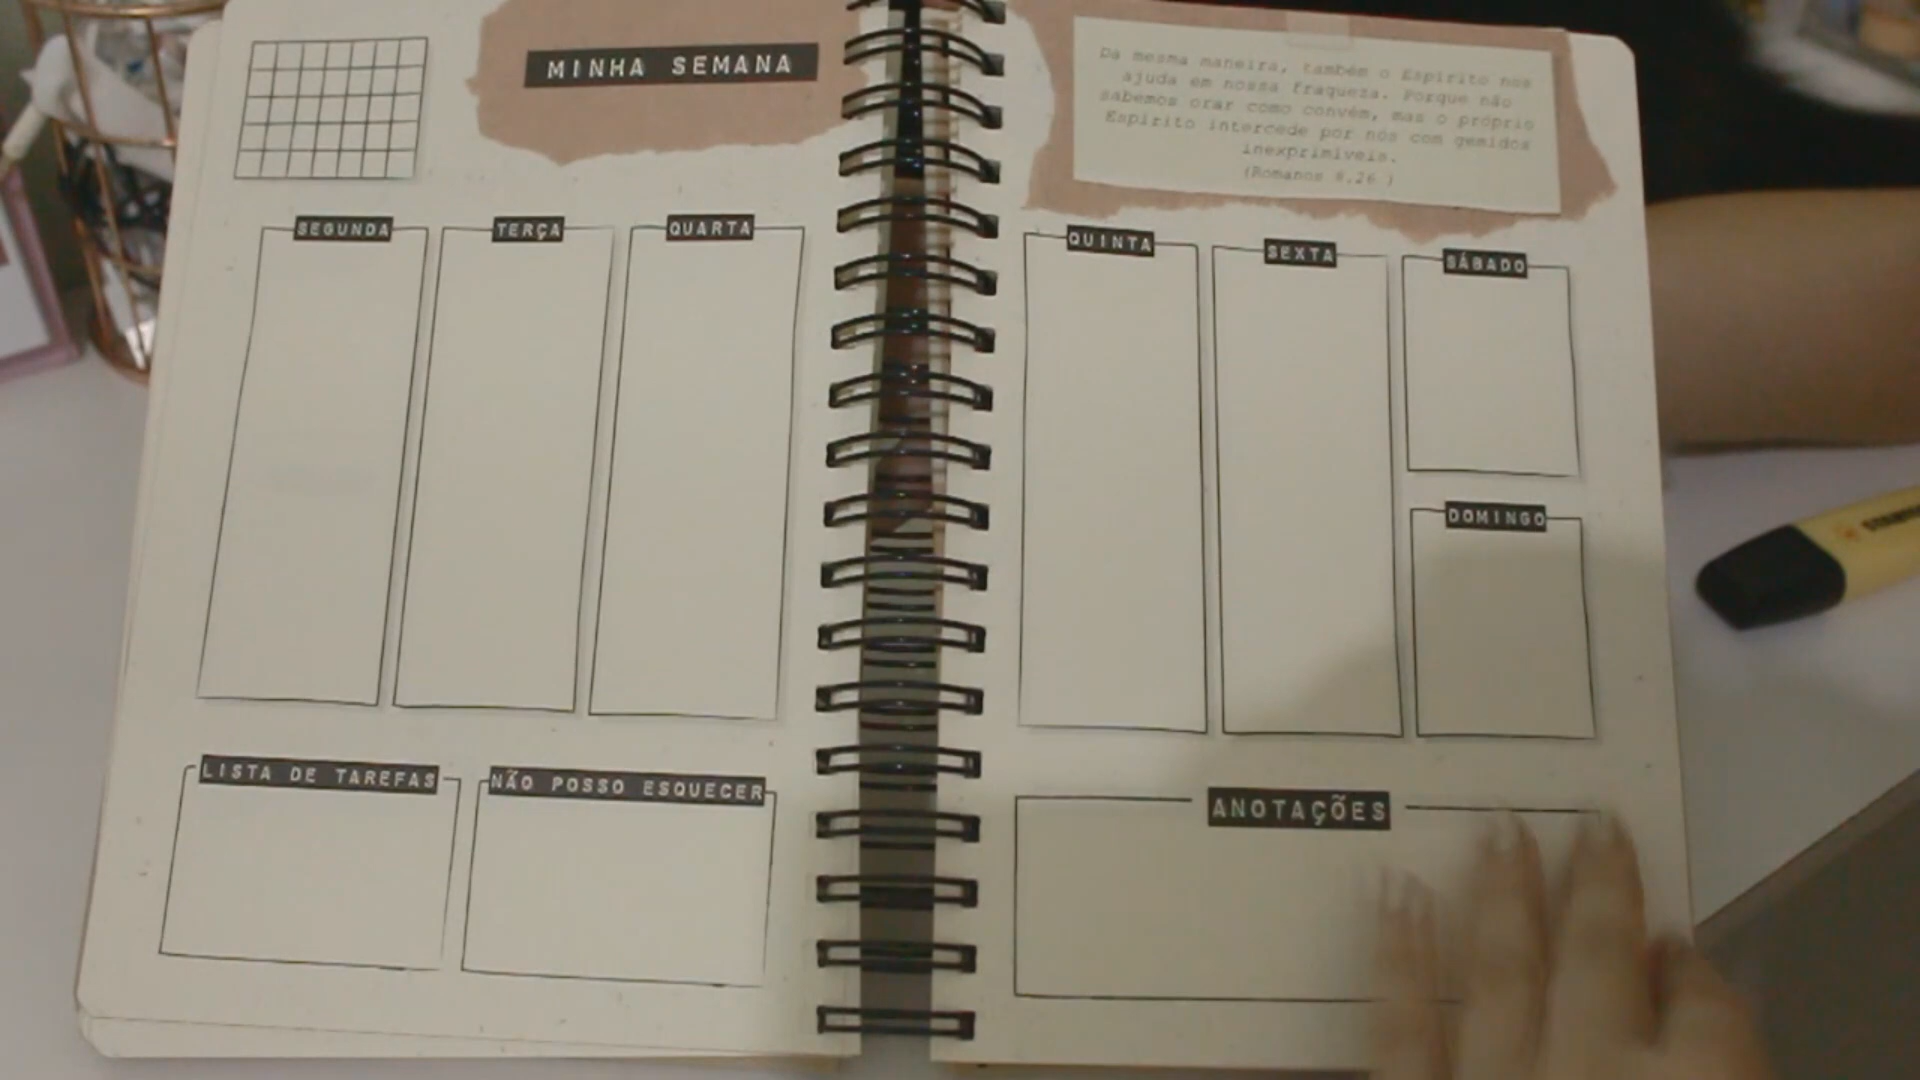 MINHA SEMANA
Da mesma maneira, também o Espírito nos
ajuda em nossa fraqueza. Porque não
sabemos orar como convém, mas o próprio
Espírito intercede por nós com gemidos
inexprimíveis.
(Romanos 8.26 )
SEGUNDA
TERÇA
QUARTA
QUINTA
SEXTA
SÁBADO
DOMINGO
LISTA DE TAREFAS
NÃO POSSO ESQUECER
ANOTAÇÕES